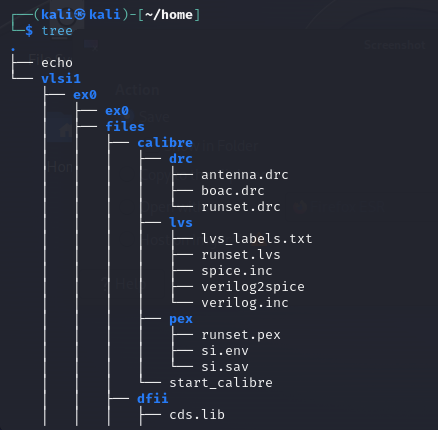 ┌──(kali㉿kali)-[~/home]
└─$ tree
.
├── echo
└── vlsi1
    ├── ex0
    │   ├── ex0
    │   ├── files
    │   │   ├── calibre
    │   │   │   ├── drc
    │   │   │   │   ├── antenna.drc
    │   │   │   │   ├── boac.drc
    │   │   │   │   └── runset.drc
    │   │   │   ├── lvs
    │   │   │   │   ├── lvs_labels.txt
    │   │   │   │   ├── runset.lvs
    │   │   │   │   ├── spice.inc
    │   │   │   │   ├── verilog2spice
    │   │   │   │   └── verilog.inc
    │   │   │   ├── pex
    │   │   │   │   ├── runset.pex
    │   │   │   │   ├── si.env
    │   │   │   │   └── si.sav
    │   │   │   └── start_calibre
    │   │   ├── dfii
    │   │   │   ├── cds.lib